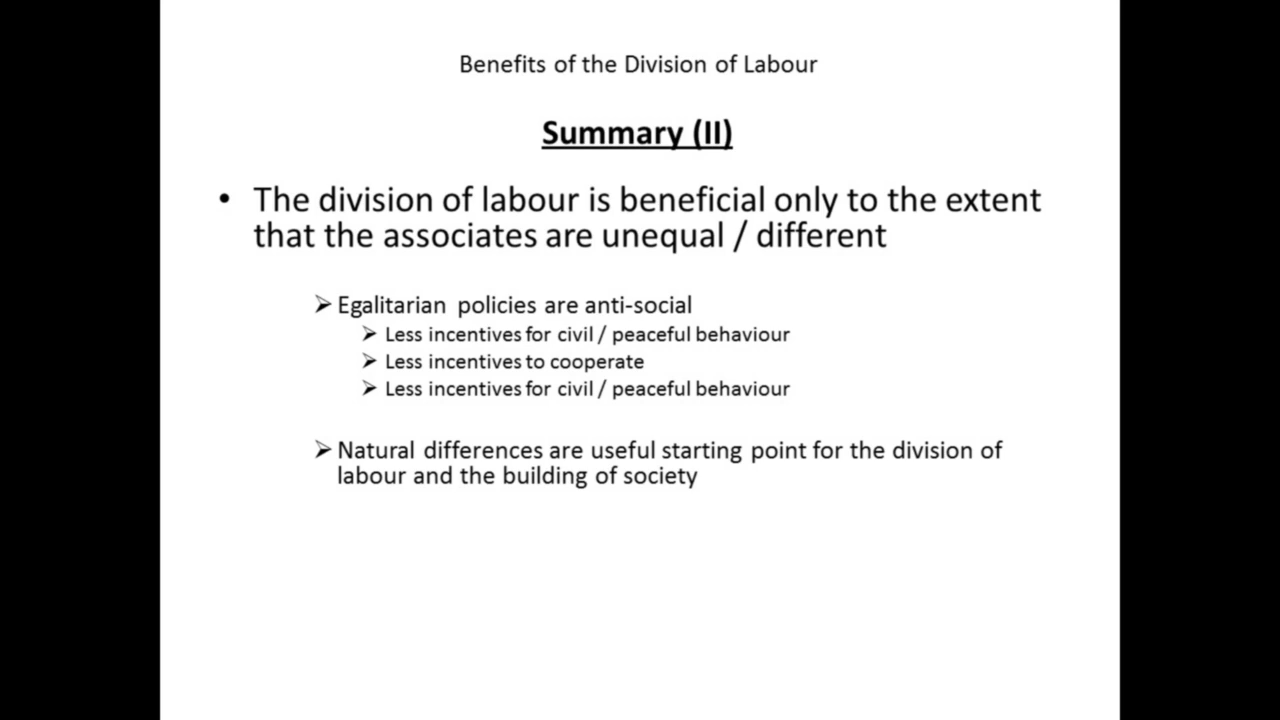 Benefits of the Division of Labour
Summary (II)
• The division of labour is beneficial only to the extent
that the associates are unequal / different
➢ Egalitarian policies are anti-social
➢ Less incentives for civil / peaceful behaviour
➢ Less incentives to cooperate
➢ Less incentives for civil / peaceful behaviour
➢ Natural differences are useful starting point for the division of
labour and the building of society